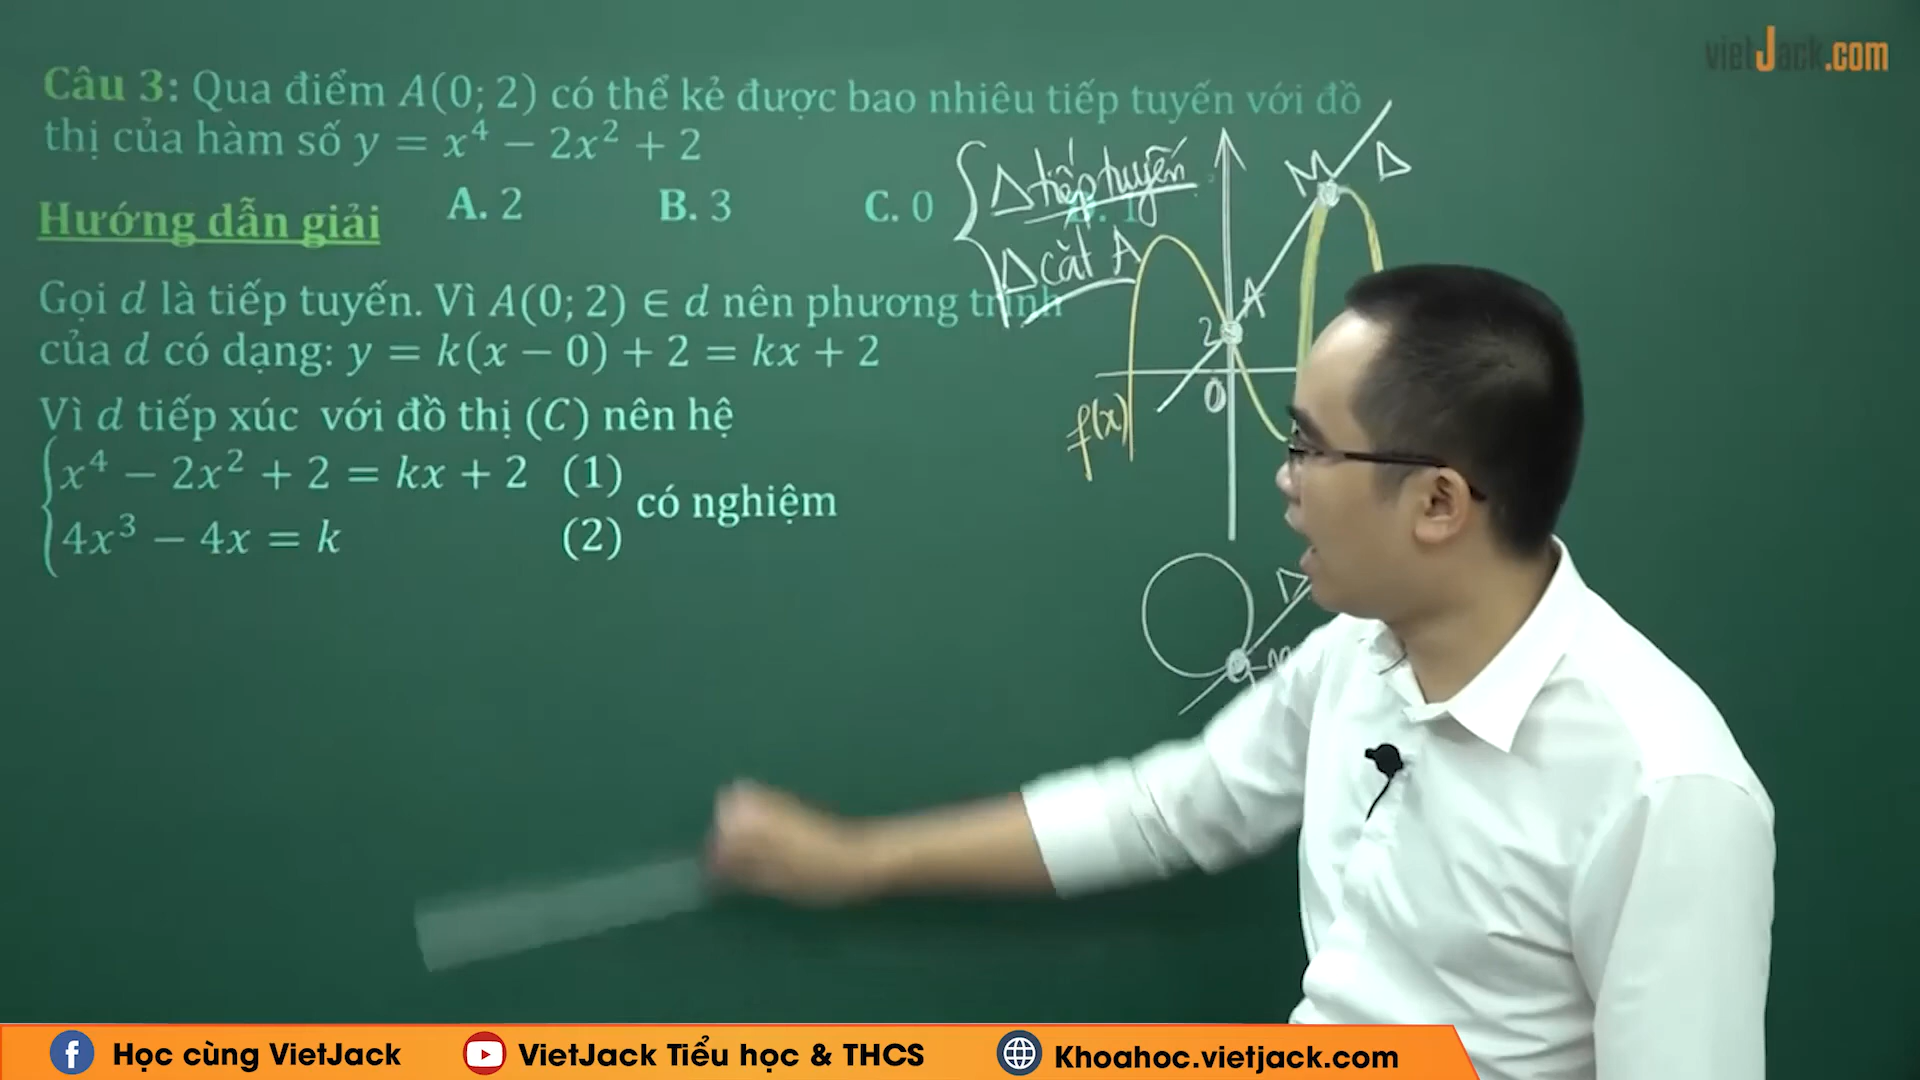 vietJack.com
Câu 3: Qua điểm A(0; 2) có thể kẻ được bao nhiêu tiếp tuyến với đồ
thị của hàm số y = x⁴ − 2x² + 2
A. 2 B. 3 C. 0 D. 1
Hướng dẫn giải
Gọi d là tiếp tuyến. Vì A(0; 2) ∈ d nên phương trình
của d có dạng: y = k(x − 0) + 2 = kx + 2
Vì d tiếp xúc với đồ thị (C) nên hệ
x⁴ − 2x² + 2 = kx + 2 (1)
có nghiệm
4x³ − 4x = k (2)
Δ tiếp tuyến
Δ cắt A
M Δ
A
2
O
f(x)
Δ
Học cùng VietJack
VietJack Tiểu học & THCS
Khoahoc.vietjack.com